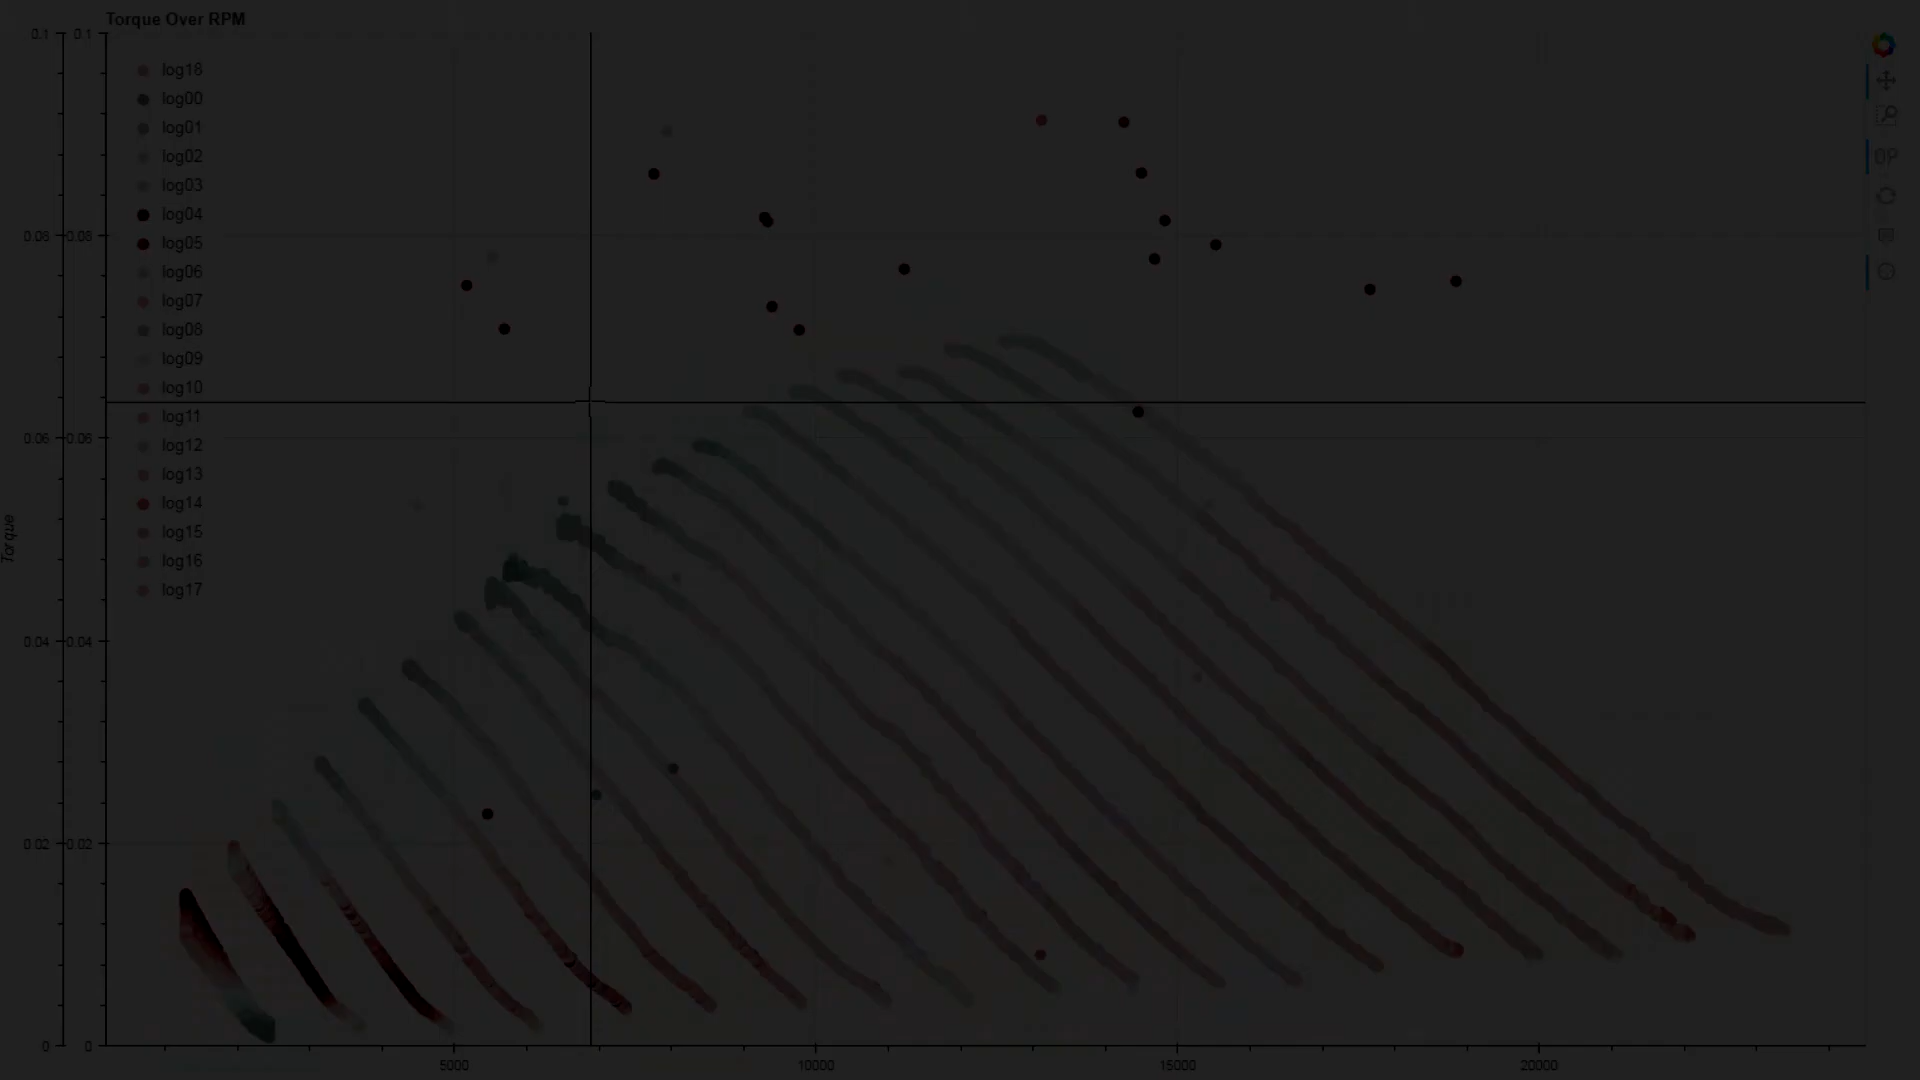 Torque Over RPM
0.1 0.1
log18
log00
log01
log02
log03
log04
0.08 0.08
log05
log06
log07
log08
log09
log10
log11
0.06 0.06
log12
log13
log14
Torque
log15
log16
log17
0.04 0.04
0.02 0.02
0 0
5000 10000 15000 20000